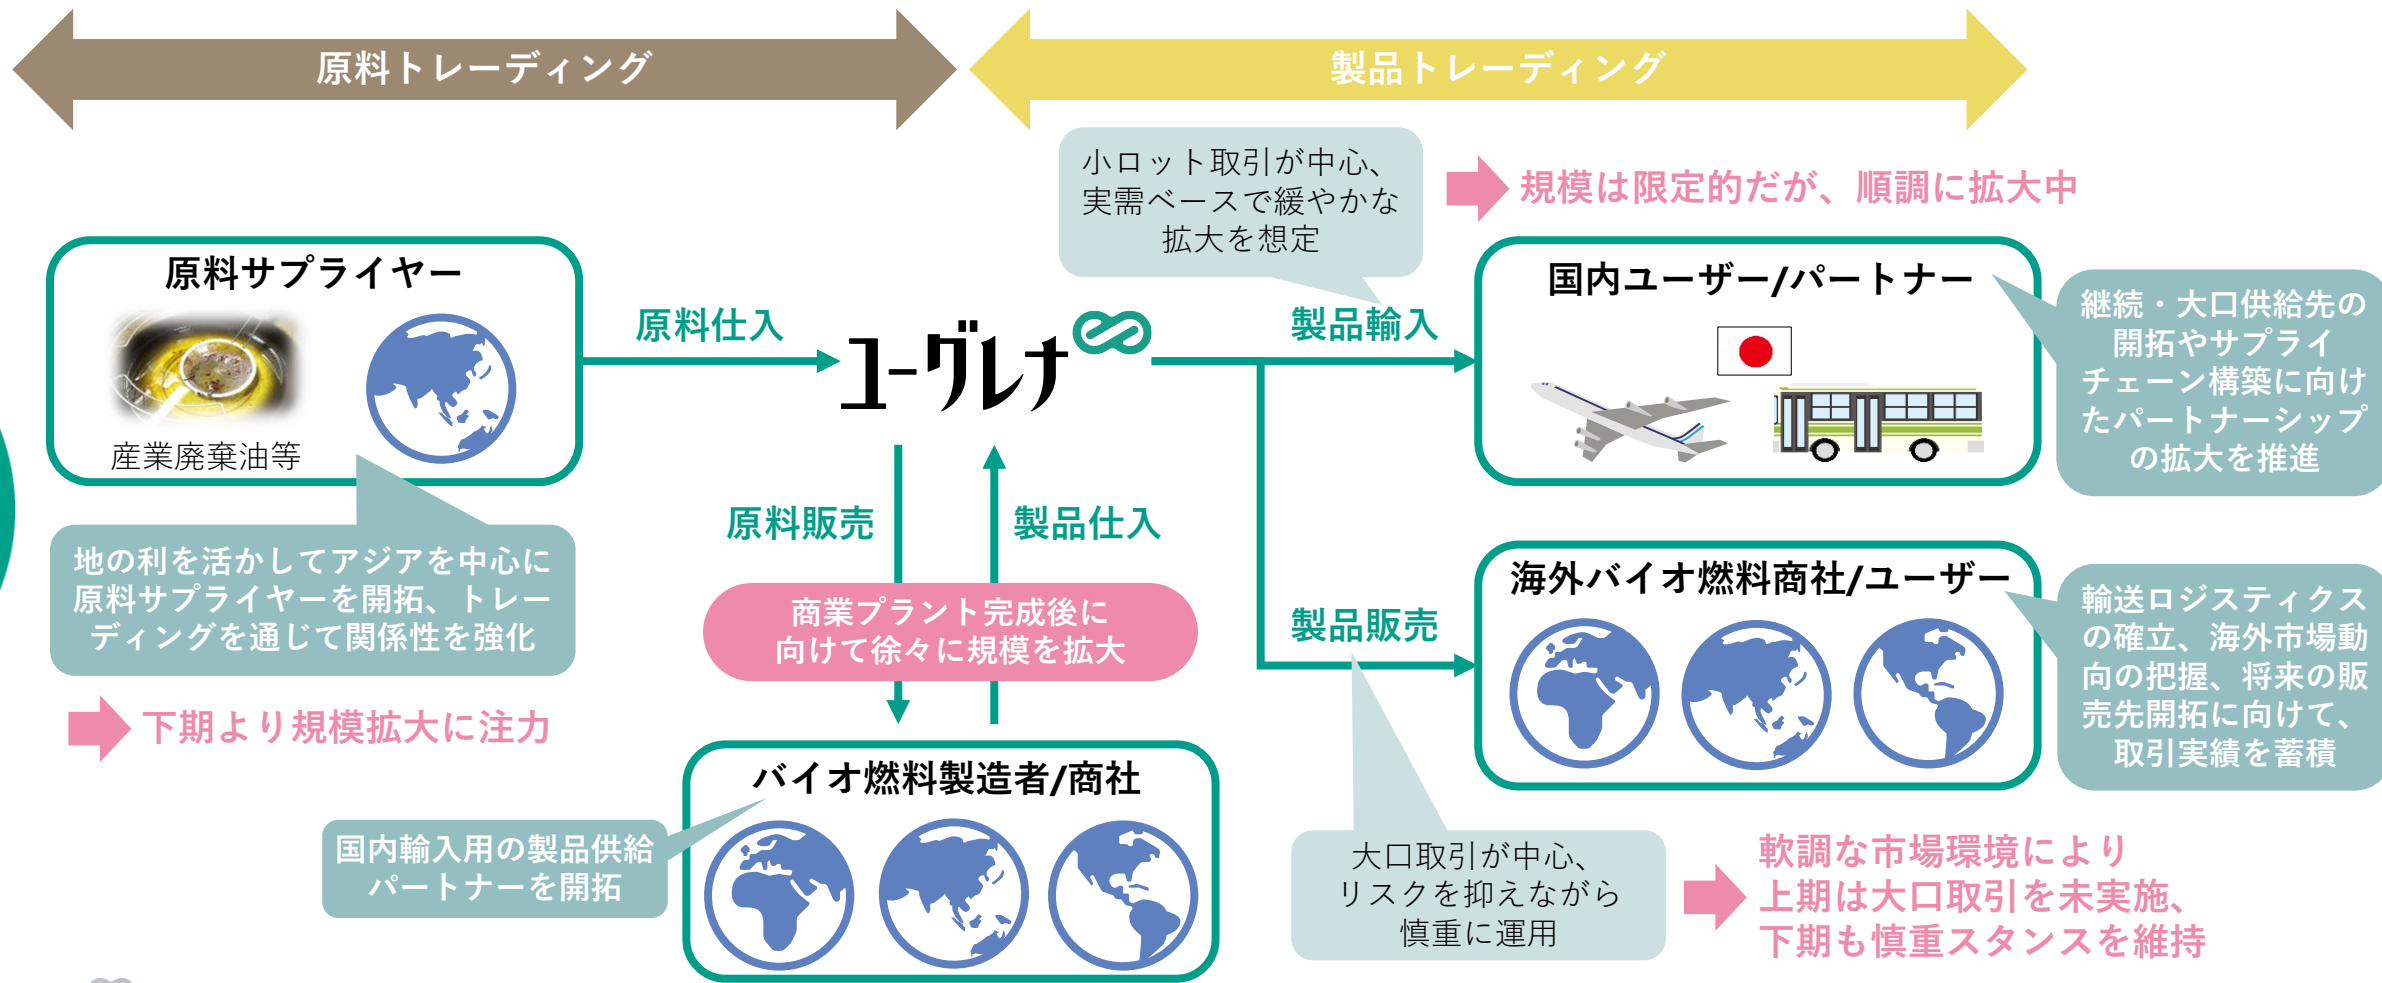 原料トレーディング
製品トレーディング
小ロット取引が中心、
実需ベースで緩やかな
拡大を想定
規模は限定的だが、順調に拡大中
原料サプライヤー
産業廃棄油等
原料仕入
ユーグレナ
製品輸入
国内ユーザー/パートナー
継続・大口供給先の
開拓やサプライ
チェーン構築に向け
たパートナーシップ
の拡大を推進
地の利を活かしてアジアを中心に
原料サプライヤーを開拓、トレー
ディングを通じて関係性を強化
下期より規模拡大に注力
原料販売
製品仕入
商業プラント完成後に
向けて徐々に規模を拡大
製品販売
海外バイオ燃料商社/ユーザー
輸送ロジスティクス
の確立、海外市場動
向の把握、将来の販
売先開拓に向けて、
取引実績を蓄積
バイオ燃料製造者/商社
国内輸入用の製品供給
パートナーを開拓
大口取引が中心、
リスクを抑えながら
慎重に運用
軟調な市場環境により
上期は大口取引を未実施、
下期も慎重スタンスを維持